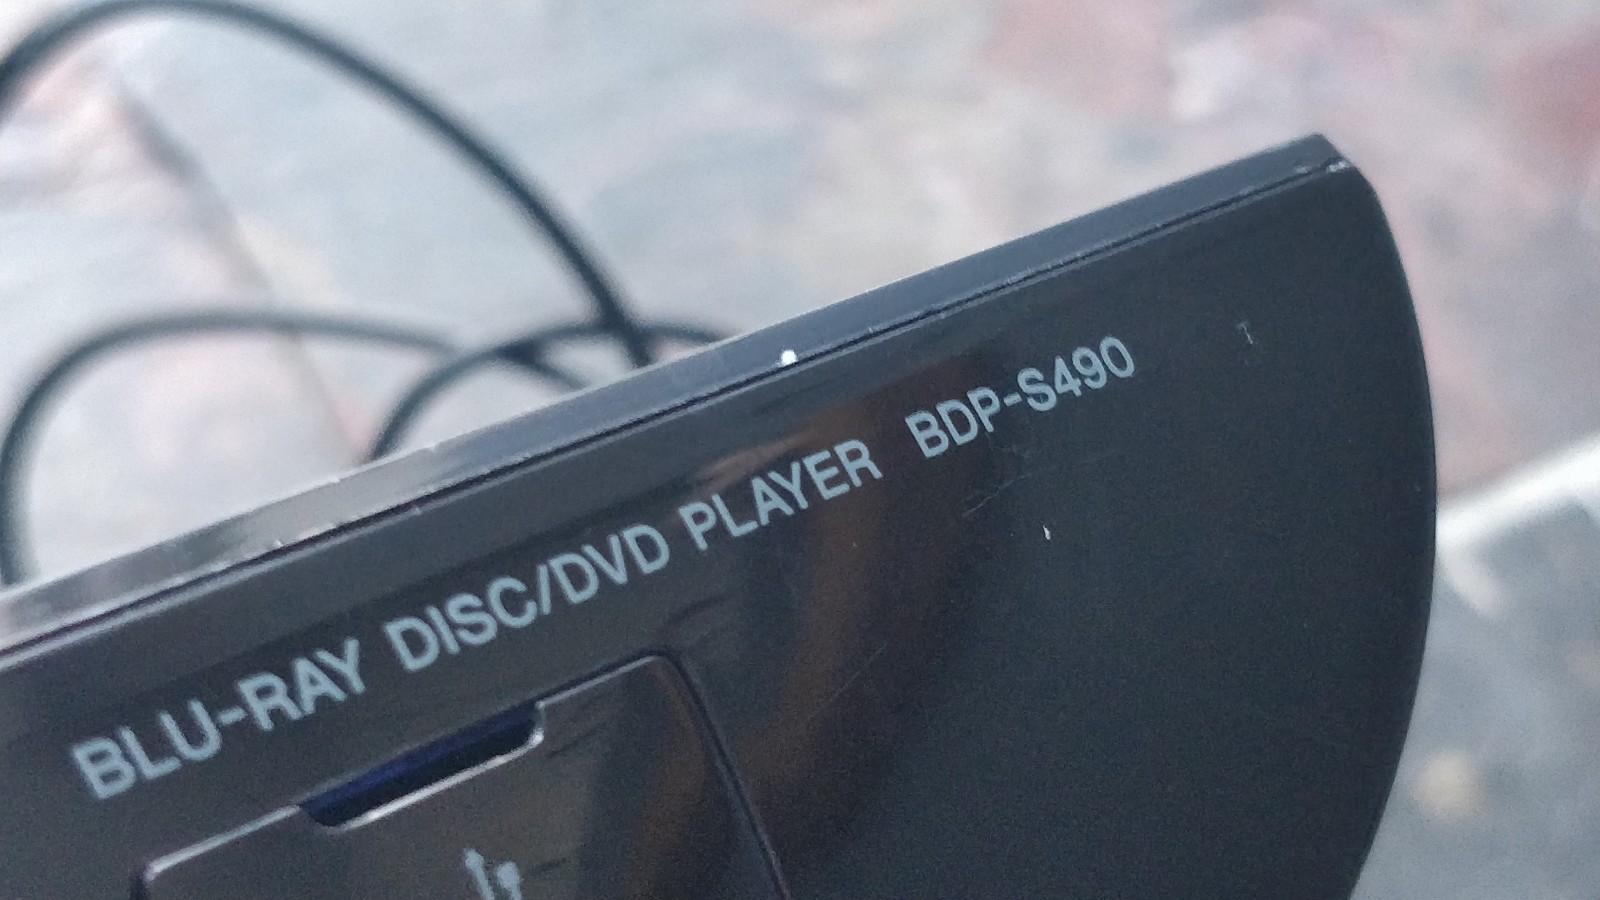 BLU-RAY DISC/DVD PLAYER BDP-S490